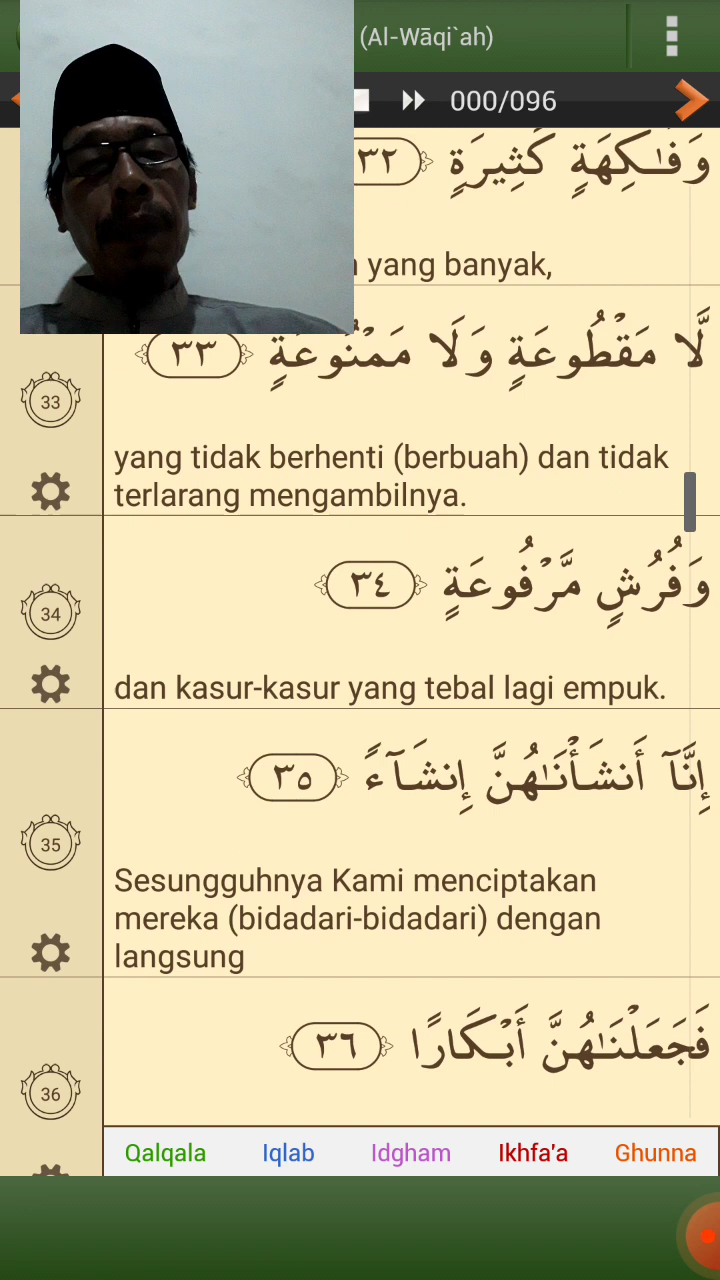 (Al-Wāqi`ah)
000/096
وَفَـٰكِهَةٍ كَثِيرَةٍ ٣٢
yang banyak,
لَّا مَقْطُوعَةٍ وَلَا مَمْنُوعَةٍ ٣٣
33
yang tidak berhenti (berbuah) dan tidak
terlarang mengambilnya.
وَفُرُشٍ مَّرْفُوعَةٍ ٣٤
34
dan kasur-kasur yang tebal lagi empuk.
إِنَّآ أَنشَأْنَـٰهُنَّ إِنشَآءً ٣٥
35
Sesungguhnya Kami menciptakan
mereka (bidadari-bidadari) dengan
langsung
فَجَعَلْنَـٰهُنَّ أَبْكَارًا ٣٦
36
Qalqala Iqlab Idgham Ikhfa'a Ghunna